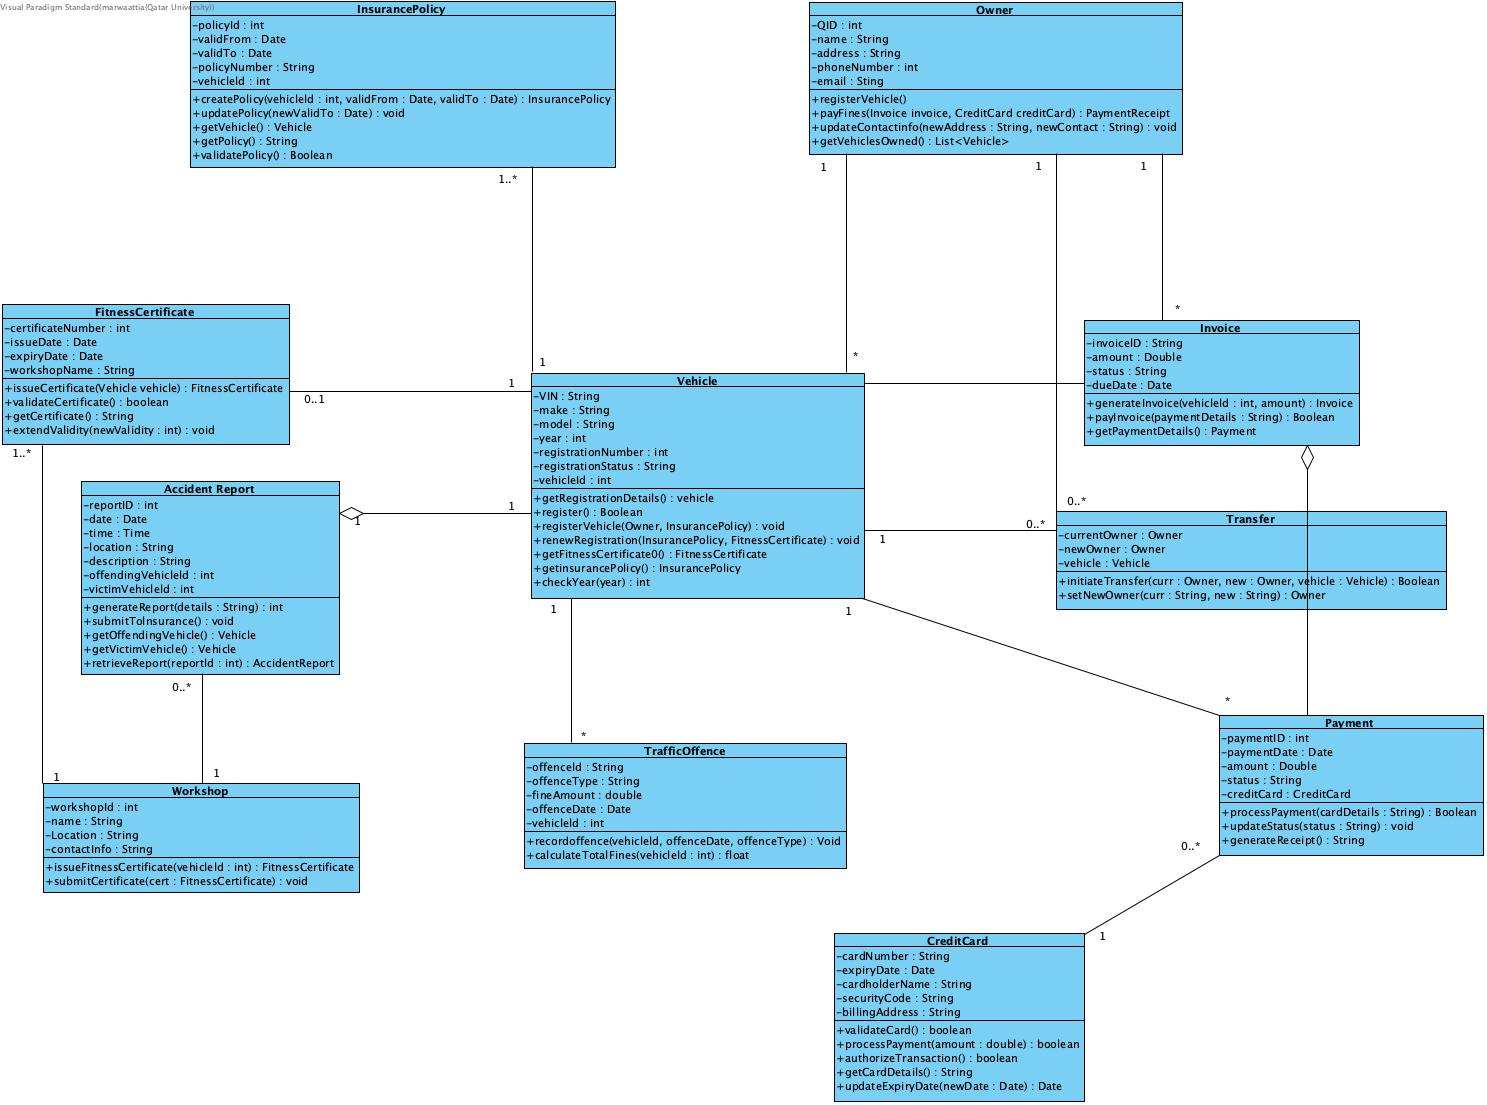 Visual Paradigm Standard(marwaattia(Qatar University))
InsurancePolicy
-policyId : int
-validFrom : Date
-validTo : Date
-policyNumber : String
-vehicleId : int
+createPolicy(vehicleId : int, validFrom : Date, validTo : Date) : InsurancePolicy
+updatePolicy(newValidTo : Date) : void
+getVehicle() : Vehicle
+getPolicy() : String
+validatePolicy() : Boolean
1..*
1
Owner
-QID : int
-name : String
-address : String
-phoneNumber : int
-email : Sting
+registerVehicle()
+payFines(Invoice invoice, CreditCard creditCard) : PaymentReceipt
+updateContactinfo(newAddress : String, newContact : String) : void
+getVehiclesOwned() : List<Vehicle>
1
1
1
*
*
0..*
FitnessCertificate
-certificateNumber : int
-issueDate : Date
-expiryDate : Date
-workshopName : String
+issueCertificate(Vehicle vehicle) : FitnessCertificate
+validateCertificate() : boolean
+getCertificate() : String
+extendValidity(newValidity : int) : void
0..1
1
1..*
1
Vehicle
-VIN : String
-make : String
-model : String
-year : int
-registrationNumber : int
-registrationStatus : String
-vehicleId : int
+getRegistrationDetails() : vehicle
+register() : Boolean
+registerVehicle(Owner, InsurancePolicy) : void
+renewRegistration(InsurancePolicy, FitnessCertificate) : void
+getFitnessCertificate0() : FitnessCertificate
+getinsurancePolicy() : InsurancePolicy
+checkYear(year) : int
Invoice
-invoiceID : String
-amount : Double
-status : String
-dueDate : Date
+generateInvoice(vehicleId : int, amount) : Invoice
+payInvoice(paymentDetails : String) : Boolean
+getPaymentDetails() : Payment
Accident Report
-reportID : int
-date : Date
-time : Time
-location : String
-description : String
-offendingVehicleId : int
-victimVehicleId : int
+generateReport(details : String) : int
+submitToInsurance() : void
+getOffendingVehicle() : Vehicle
+getVictimVehicle() : Vehicle
+retrieveReport(reportId : int) : AccidentReport
1
1
0..*
1
Transfer
-currentOwner : Owner
-newOwner : Owner
-vehicle : Vehicle
+initiateTransfer(curr : Owner, new : Owner, vehicle : Vehicle) : Boolean
+setNewOwner(curr : String, new : String) : Owner
0..*
1
1
1
*
*
Workshop
-workshopId : int
-name : String
-Location : String
-contactInfo : String
+issueFitnessCertificate(vehicleId : int) : FitnessCertificate
+submitCertificate(cert : FitnessCertificate) : void
TrafficOffence
-offenceId : String
-offenceType : String
-fineAmount : double
-offenceDate : Date
-vehicleId : int
+recordoffence(vehicleId, offenceDate, offenceType) : Void
+calculateTotalFines(vehicleId : int) : float
Payment
-paymentID : int
-paymentDate : Date
-amount : Double
-status : String
-creditCard : CreditCard
+processPayment(cardDetails : String) : Boolean
+updateStatus(status : String) : void
+generateReceipt() : String
0..*
1
CreditCard
-cardNumber : String
-expiryDate : Date
-cardholderName : String
-securityCode : String
-billingAddress : String
+validateCard() : boolean
+processPayment(amount : double) : boolean
+authorizeTransaction() : boolean
+getCardDetails() : String
+updateExpiryDate(newDate : Date) : Date